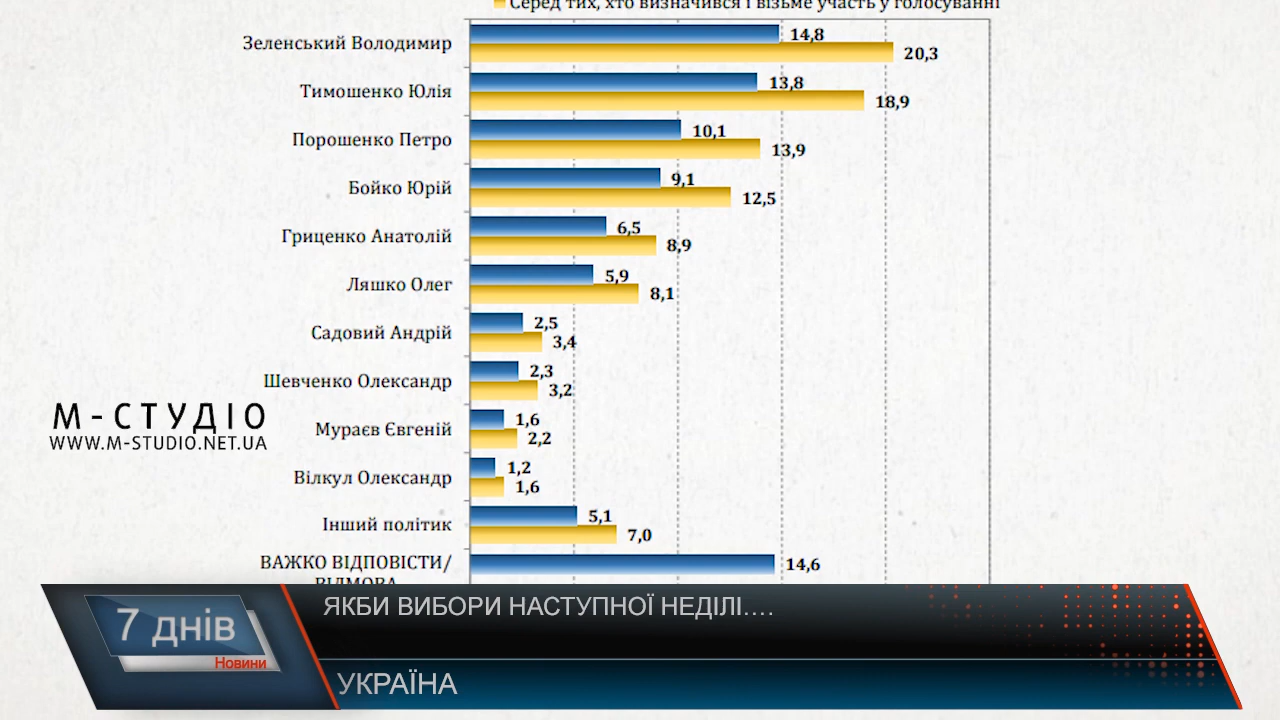 Серед тих, хто визначився і візьме участь у голосуванні
Зеленський Володимир 14,8
20,3
Тимошенко Юлія 13,8
18,9
Порошенко Петро 10,1
13,9
Бойко Юрій 9,1
12,5
Гриценко Анатолій 6,5
8,9
Ляшко Олег 5,9
8,1
Садовий Андрій 2,5
3,4
Шевченко Олександр 2,3
3,2
Мураєв Євгеній 1,6
2,2
Вілкул Олександр 1,2
1,6
Інший політик 5,1
7,0
ВАЖКО ВІДПОВІСТИ/ 14,6
ВІДМОВА
М-СТУДІО
WWW.M-STUDIO.NET.UA
7 днів
Новини
ЯКБИ ВИБОРИ НАСТУПНОЇ НЕДІЛІ....
УКРАЇНА